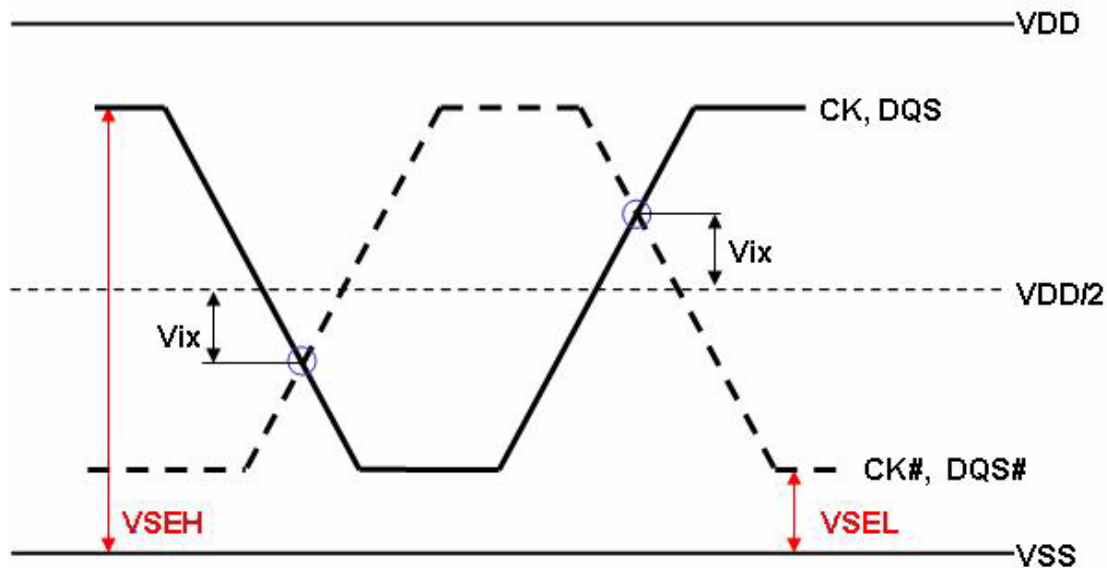 VDD
CK, DQS
Vix
VDD/2
Vix
CK#, DQS#
VSEH
VSEL
VSS